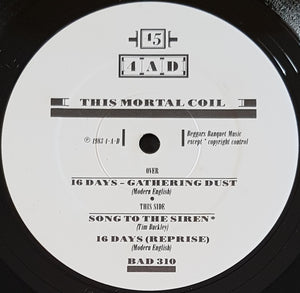 45
4|A|D
THIS MORTAL COIL
℗ 1983 4-A-D
Beggars Banquet Music
except * copyright control
OVER
16 DAYS – GATHERING DUST
(Modern English)
THIS SIDE
SONG TO THE SIREN*
(Tim Buckley)
16 DAYS (REPRISE)
(Modern English)
BAD 310